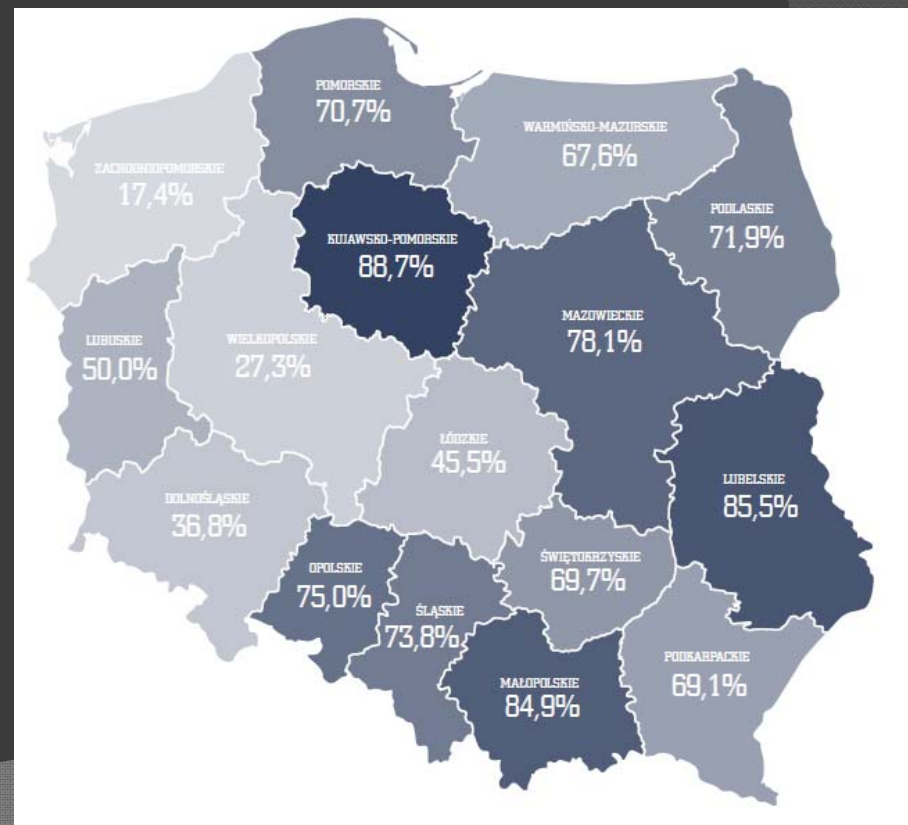 POMORSKIE
70,7%
WARMIŃSKO-MAZURSKIE
67,6%
ZACHODNIOPOMORSKIE
17,4%
PODLASKIE
71,9%
KUJAWSKO-POMORSKIE
88,7%
MAZOWIECKIE
78,1%
LUBUSKIE
50,0%
WIELKOPOLSKIE
27,3%
ŁÓDZKIE
45,5%
LUBELSKIE
85,5%
DOLNOŚLĄSKIE
36,8%
ŚWIĘTOKRZYSKIE
69,7%
OPOLSKIE
75,0%
ŚLĄSKIE
73,8%
PODKARPACKIE
69,1%
MAŁOPOLSKIE
84,9%